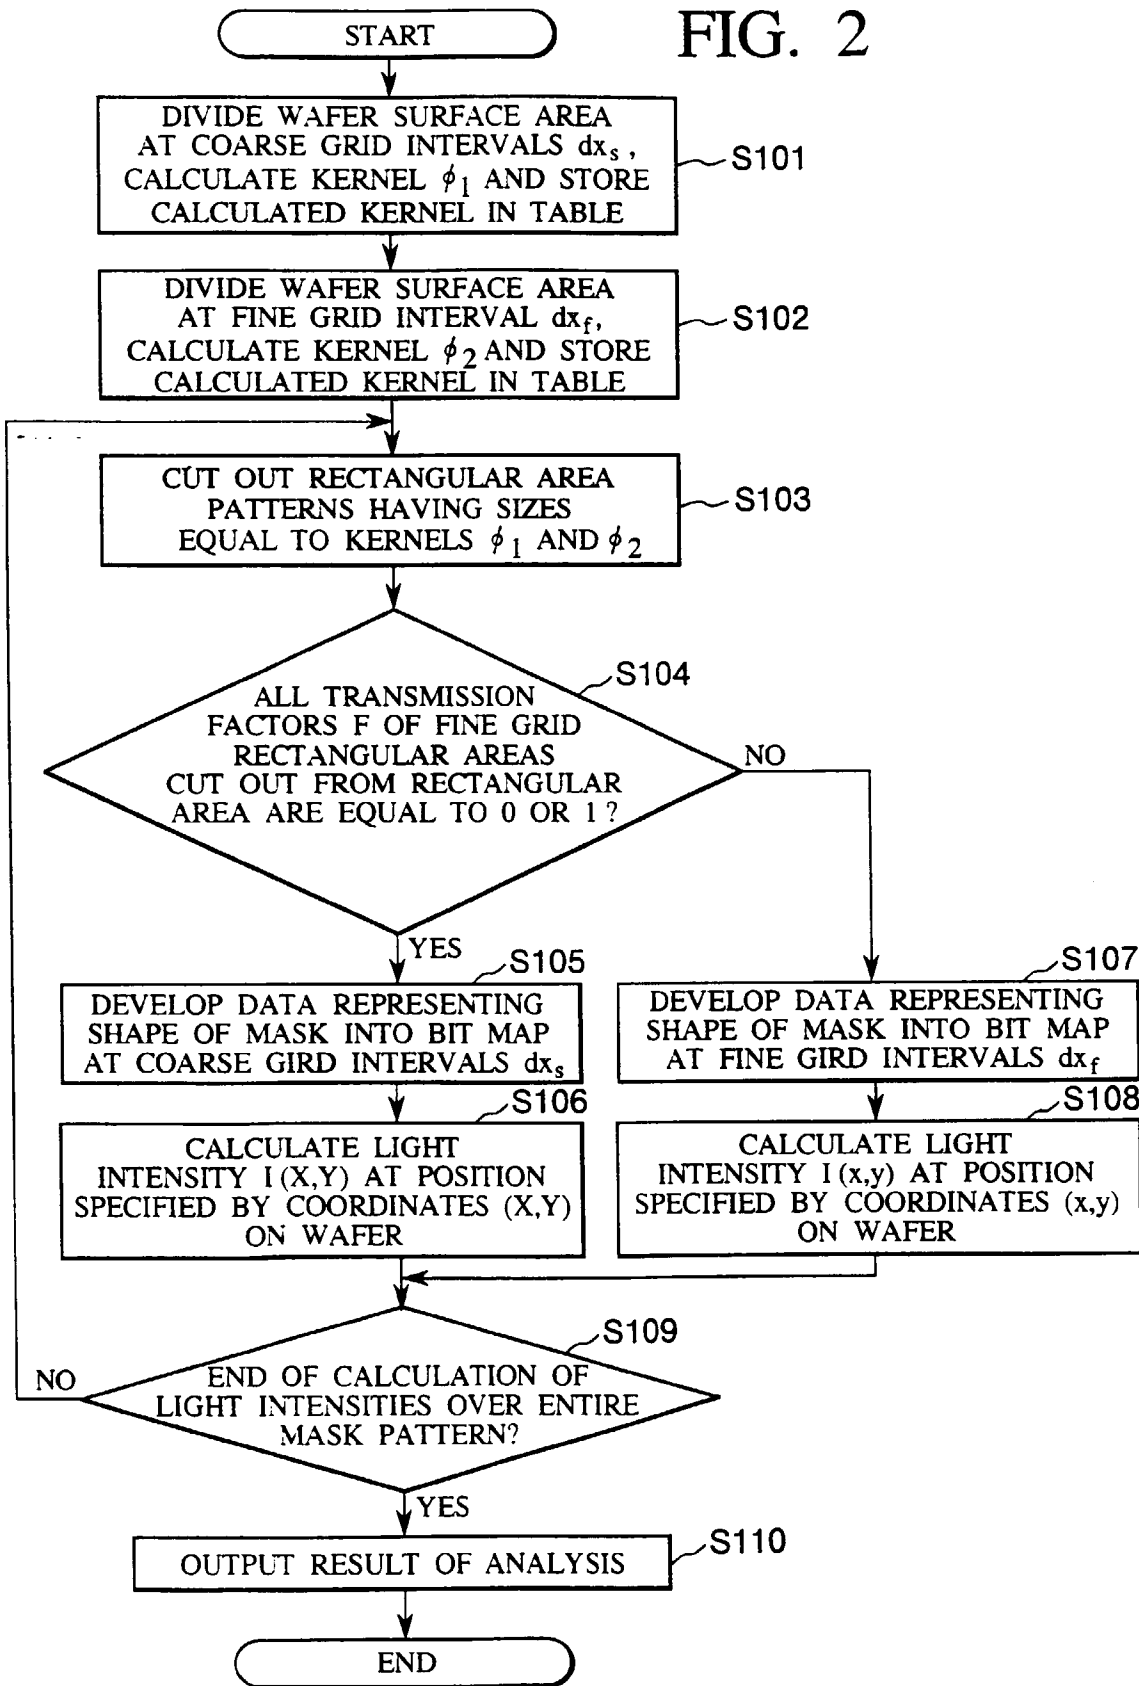 FIG. 2
START
DIVIDE WAFER SURFACE AREA
AT COARSE GRID INTERVALS dxₛ,
CALCULATE KERNEL ϕ₁ AND STORE
CALCULATED KERNEL IN TABLE
S101
DIVIDE WAFER SURFACE AREA
AT FINE GRID INTERVAL dx_f,
CALCULATE KERNEL ϕ₂ AND STORE
CALCULATED KERNEL IN TABLE
S102
CUT OUT RECTANGULAR AREA
PATTERNS HAVING SIZES
EQUAL TO KERNELS ϕ₁ AND ϕ₂
S103
S104
ALL TRANSMISSION
FACTORS F OF FINE GRID
RECTANGULAR AREAS
CUT OUT FROM RECTANGULAR
AREA ARE EQUAL TO 0 OR 1?
NO
YES
S105
DEVELOP DATA REPRESENTING
SHAPE OF MASK INTO BIT MAP
AT COARSE GIRD INTERVALS dxₛ
S106
CALCULATE LIGHT
INTENSITY I(X,Y) AT POSITION
SPECIFIED BY COORDINATES (X,Y)
ON WAFER
S107
DEVELOP DATA REPRESENTING
SHAPE OF MASK INTO BIT MAP
AT FINE GIRD INTERVALS dx_f
S108
CALCULATE LIGHT
INTENSITY I(x,y) AT POSITION
SPECIFIED BY COORDINATES (x,y)
ON WAFER
S109
END OF CALCULATION OF
LIGHT INTENSITIES OVER ENTIRE
MASK PATTERN?
NO
YES
S110
OUTPUT RESULT OF ANALYSIS
END